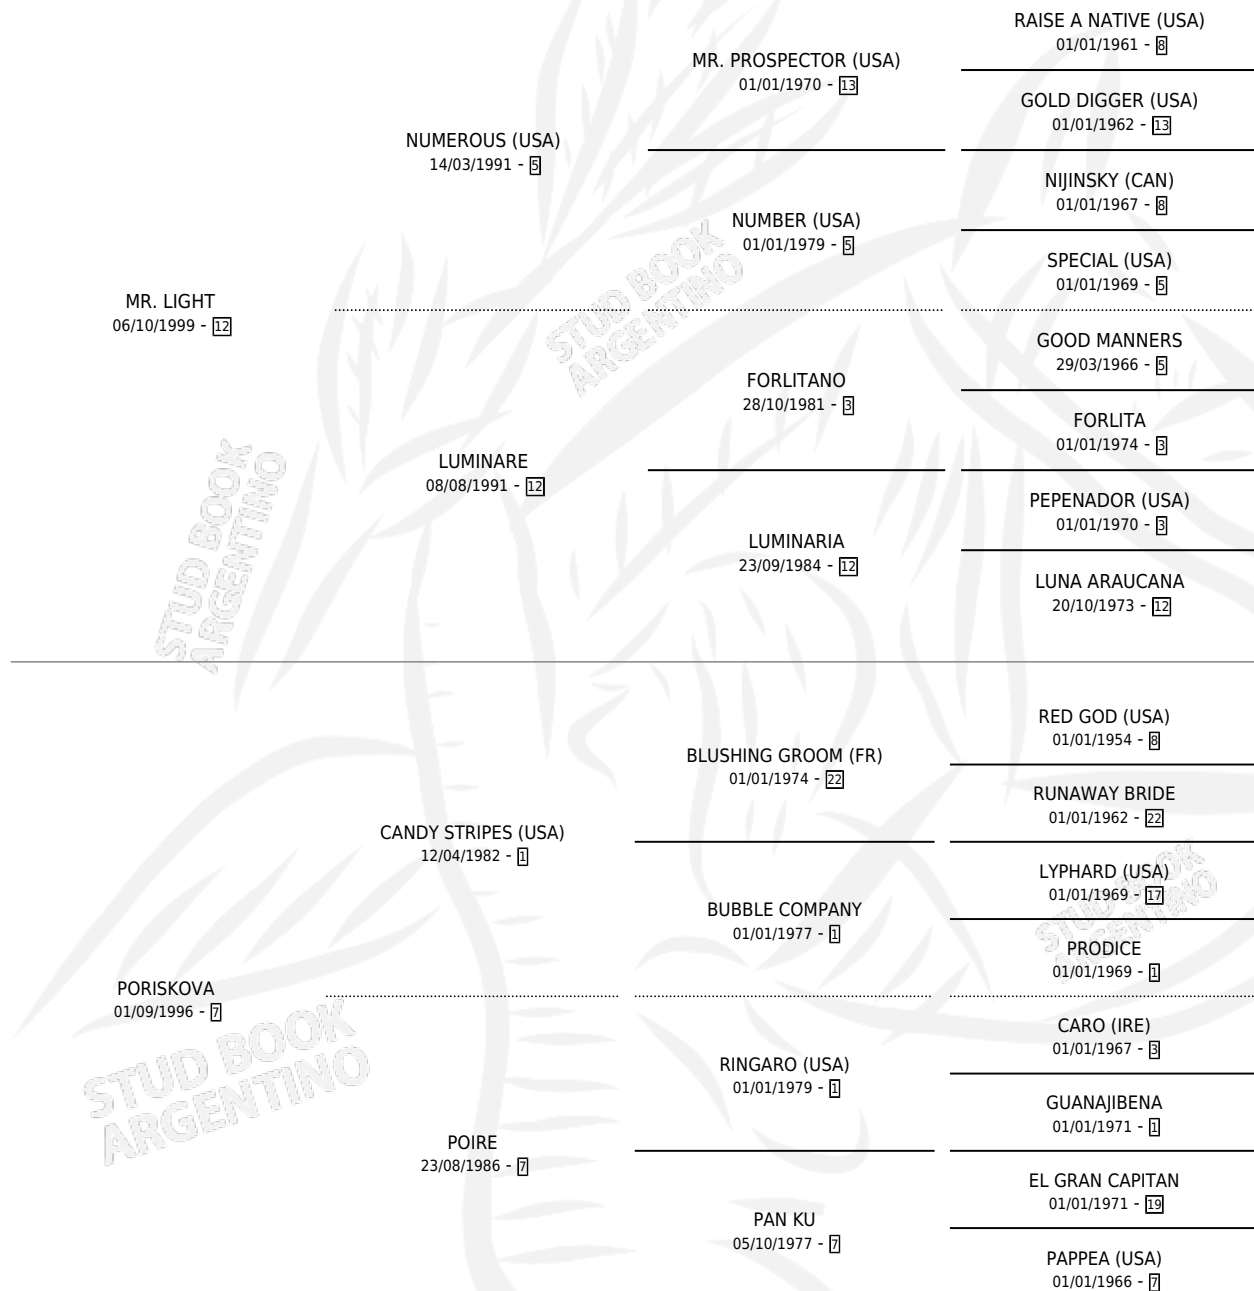 RAISE A NATIVE (USA)
01/01/1961 - 8
MR. PROSPECTOR (USA)
01/01/1970 - 13
GOLD DIGGER (USA)
01/01/1962 - 13
NUMEROUS (USA)
14/03/1991 - 5
NIJINSKY (CAN)
01/01/1967 - 8
NUMBER (USA)
01/01/1979 - 5
SPECIAL (USA)
01/01/1969 - 5
MR. LIGHT
06/10/1999 - 12
GOOD MANNERS
29/03/1966 - 5
FORLITANO
28/10/1981 - 3
FORLITA
01/01/1974 - 3
LUMINARE
08/08/1991 - 12
PEPENADOR (USA)
01/01/1970 - 3
LUMINARIA
23/09/1984 - 12
LUNA ARAUCANA
20/10/1973 - 12
RED GOD (USA)
01/01/1954 - 8
BLUSHING GROOM (FR)
01/01/1974 - 22
RUNAWAY BRIDE
01/01/1962 - 22
CANDY STRIPES (USA)
12/04/1982 - 1
LYPHARD (USA)
01/01/1969 - 17
BUBBLE COMPANY
01/01/1977 - 1
PRODICE
01/01/1969 - 1
PORISKOVA
01/09/1996 - 7
CARO (IRE)
01/01/1967 - 3
RINGARO (USA)
01/01/1979 - 1
GUANAJIBENA
01/01/1971 - 1
POIRE
23/08/1986 - 7
EL GRAN CAPITAN
01/01/1971 - 19
PAN KU
05/10/1977 - 7
PAPPEA (USA)
01/01/1966 - 7
STUD BOOK
ARGENTINO
STUD BOOK
ARGENTINO
STUD BOOK
ARGENTINO
STUD BOOK
ARGENTINO